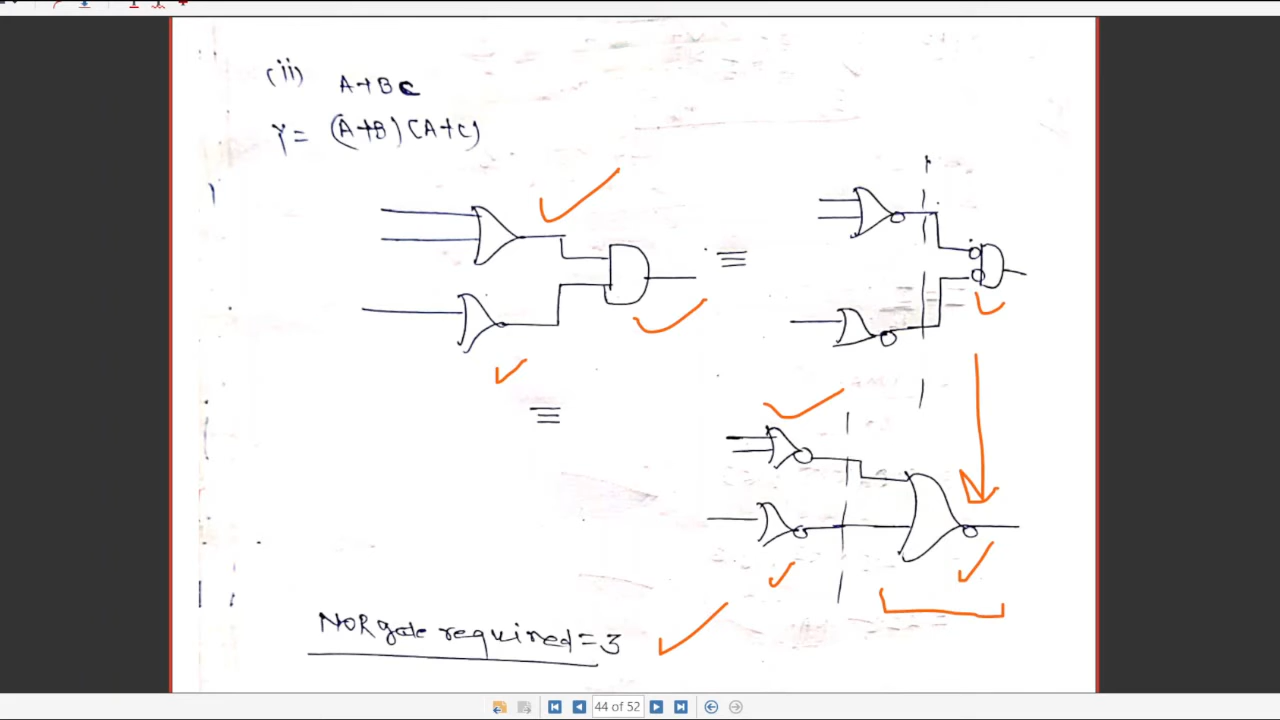 (ii) A+BC
Y = (A+B) (A+C)
≡
≡
NOR gate required = 3
44 of 52